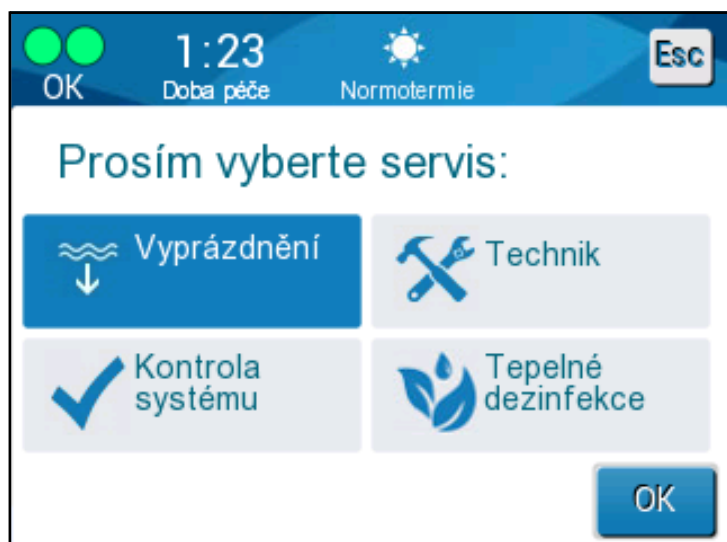 OK
1:23
Doba péče
Normotermie
Esc
Prosím vyberte servis:
Vyprázdnění
Technik
Kontrola
systému
Tepelné
dezinfekce
OK